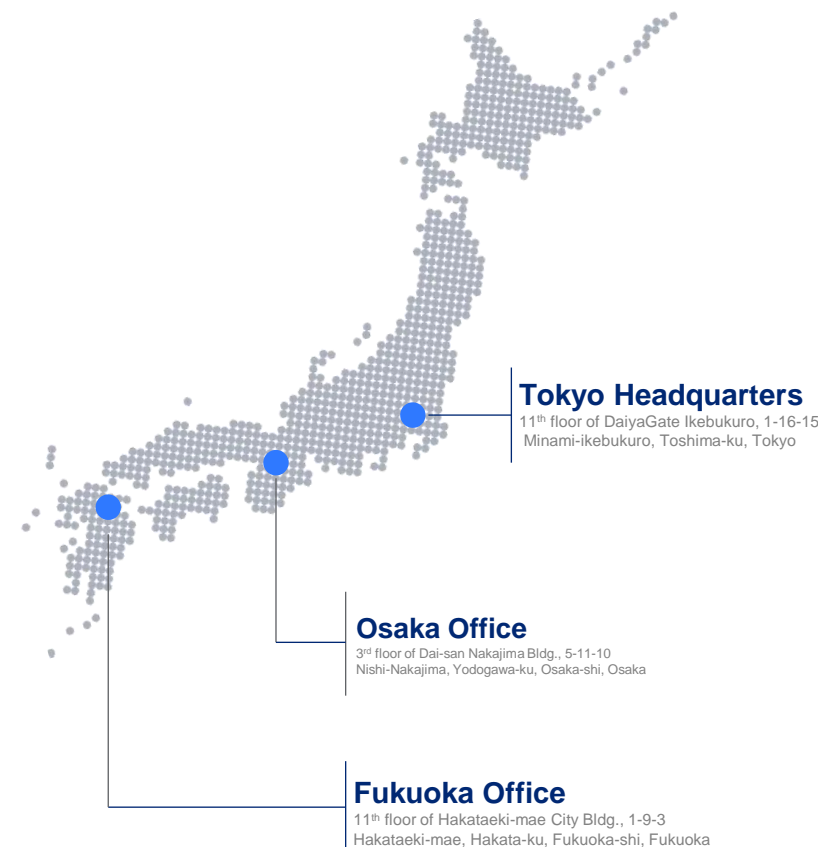 Tokyo Headquarters
11th floor of DaiyaGate Ikebukuro, 1-16-15
Minami-ikebukuro, Toshima-ku, Tokyo
Osaka Office
3rd floor of Dai-san Nakajima Bldg., 5-11-10
Nishi-Nakajima, Yodogawa-ku, Osaka-shi, Osaka
Fukuoka Office
11th floor of Hakataeki-mae City Bldg., 1-9-3
Hakataeki-mae, Hakata-ku, Fukuoka-shi, Fukuoka